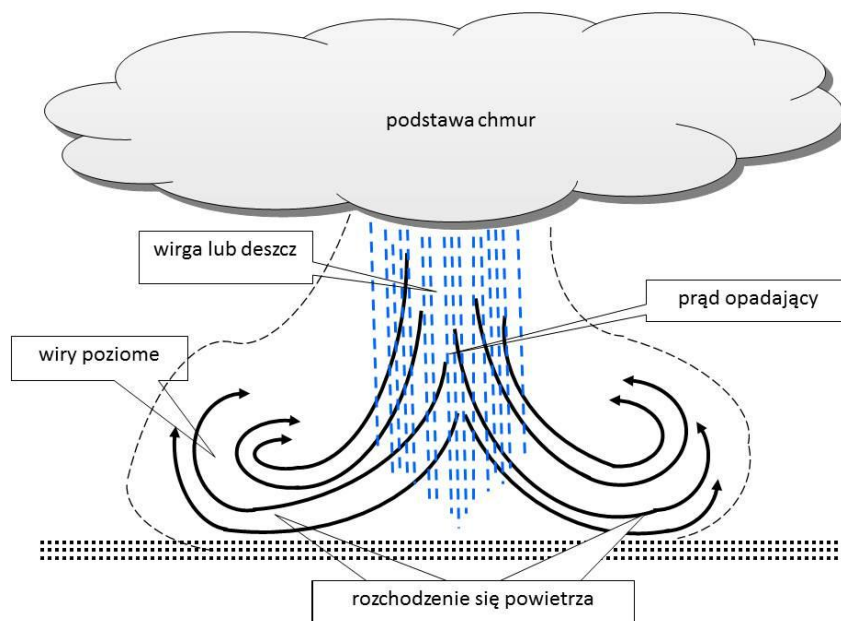 podstawa chmur
wirga lub deszcz
prąd opadający
wiry poziome
rozchodzenie się powietrza